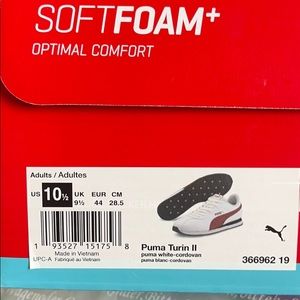 SOFTFOAM+
OPTIMAL COMFORT
Adults / Adultes
US 10½ UK EUR CM
9½ 44 28.5
Made in Vietnam
1 93527 15175 8
UPC-A Fabriqué au Vietnam
Puma Turin II
puma white-cordovan
puma blanc-cordovan
366962 19